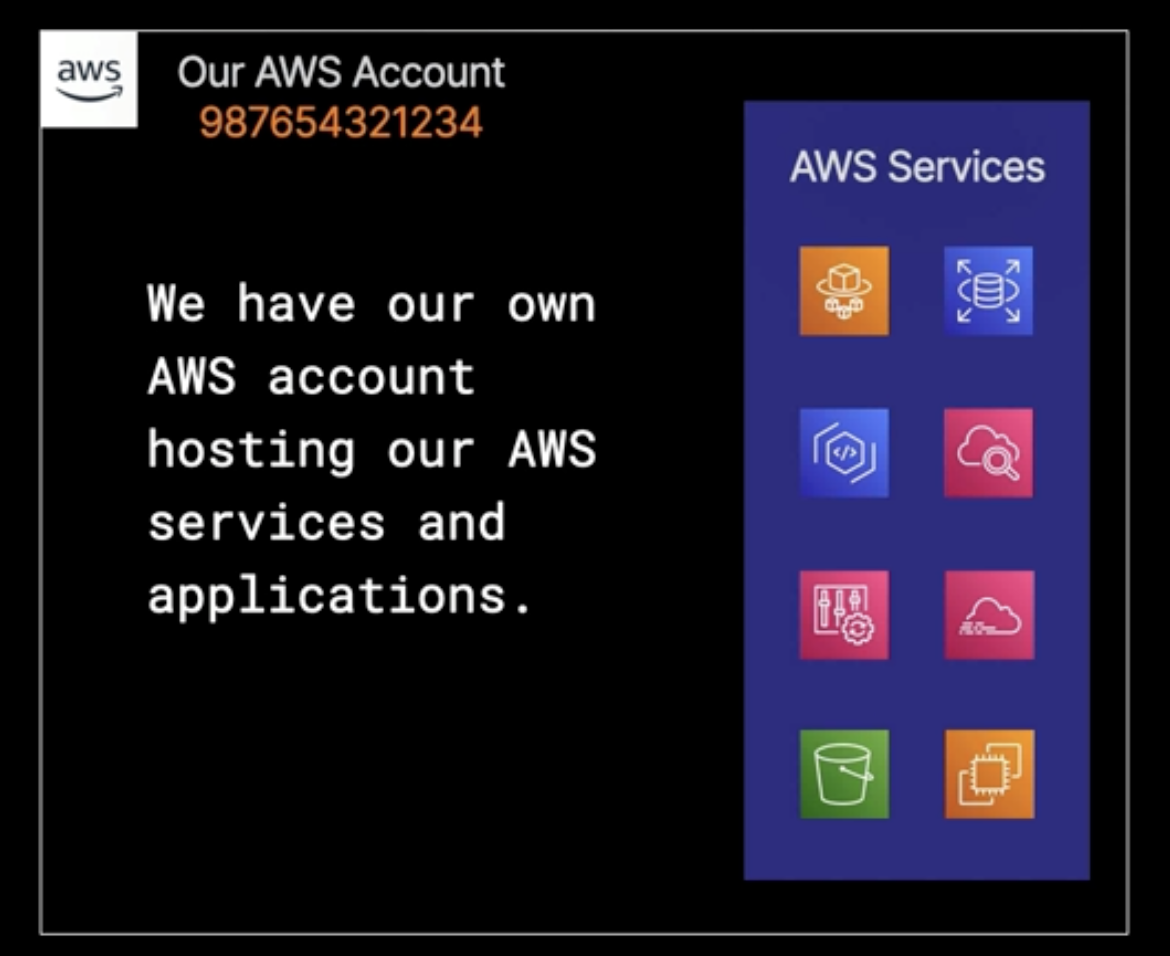 aws
Our AWS Account
987654321234
We have our own
AWS account
hosting our AWS
services and
applications.
AWS Services